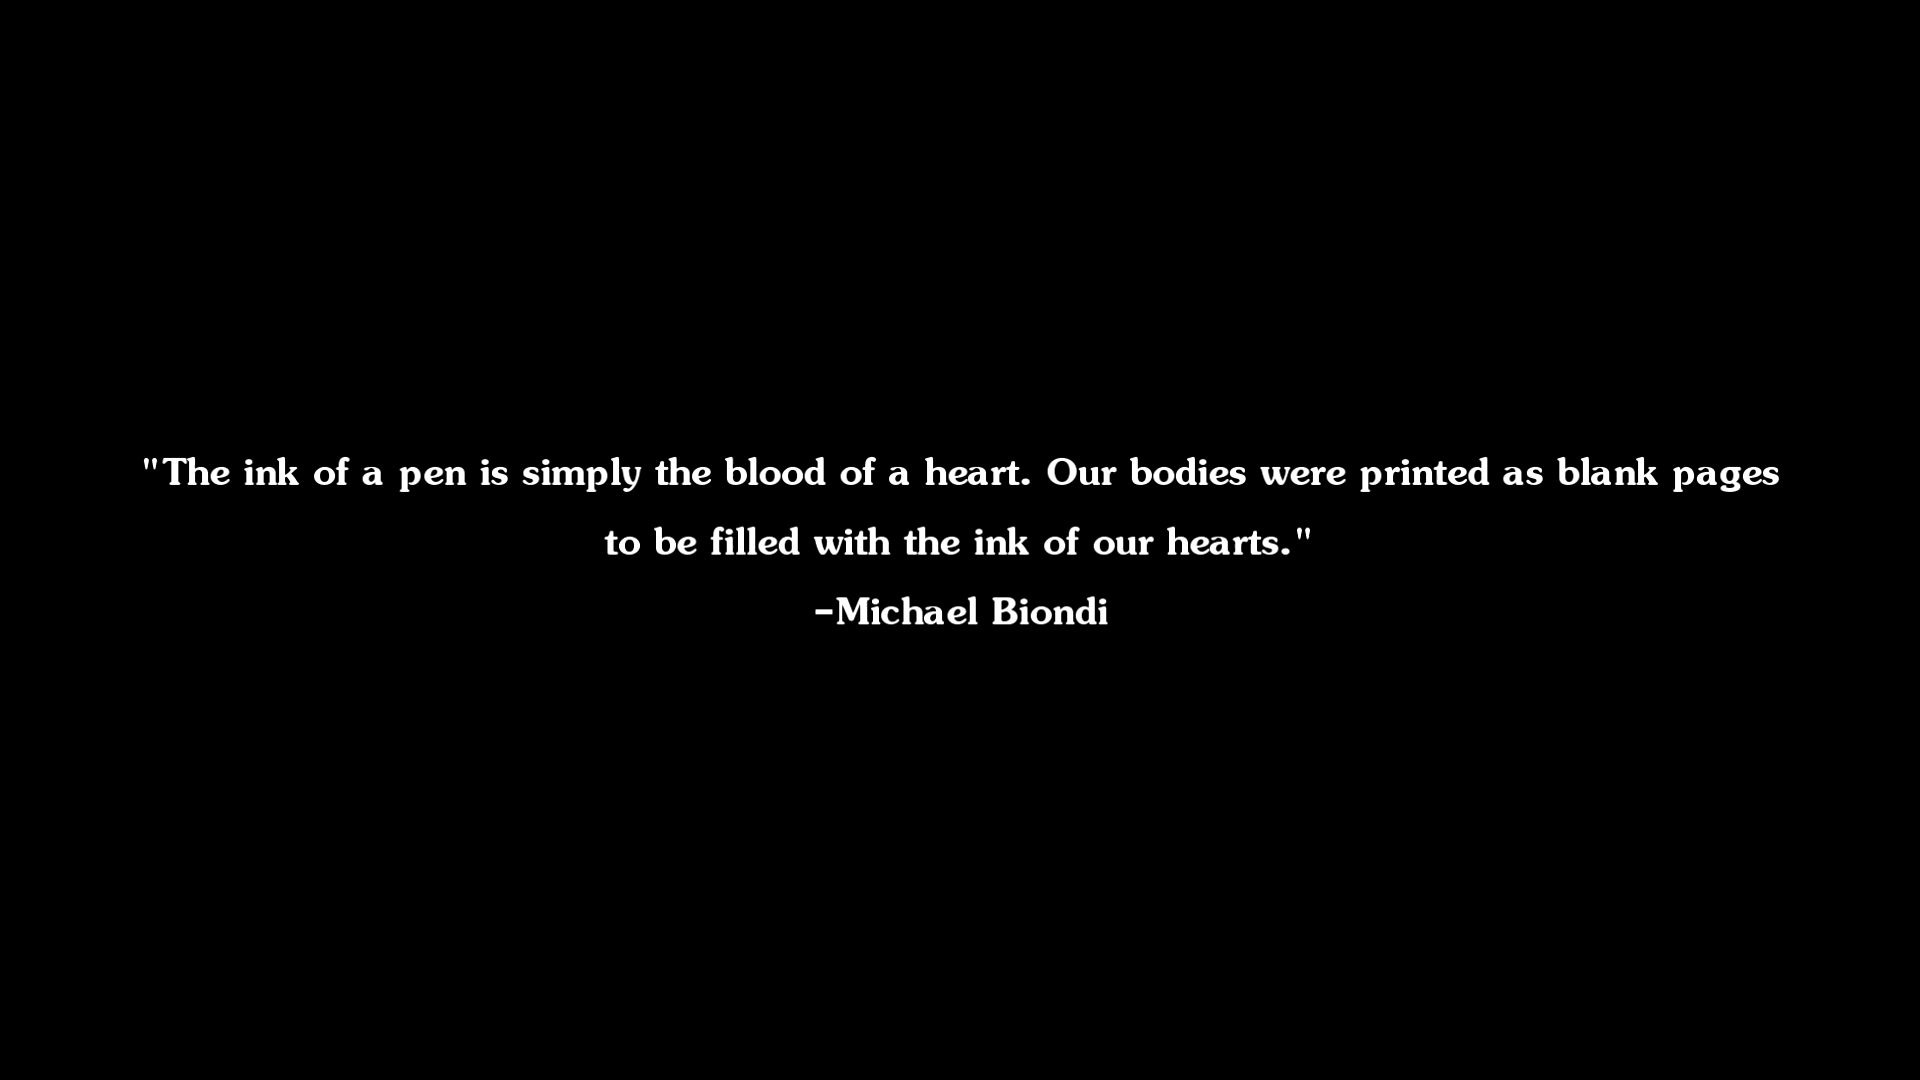 "The ink of a pen is simply the blood of a heart. Our bodies were printed as blank pages
to be filled with the ink of our hearts."
-Michael Biondi